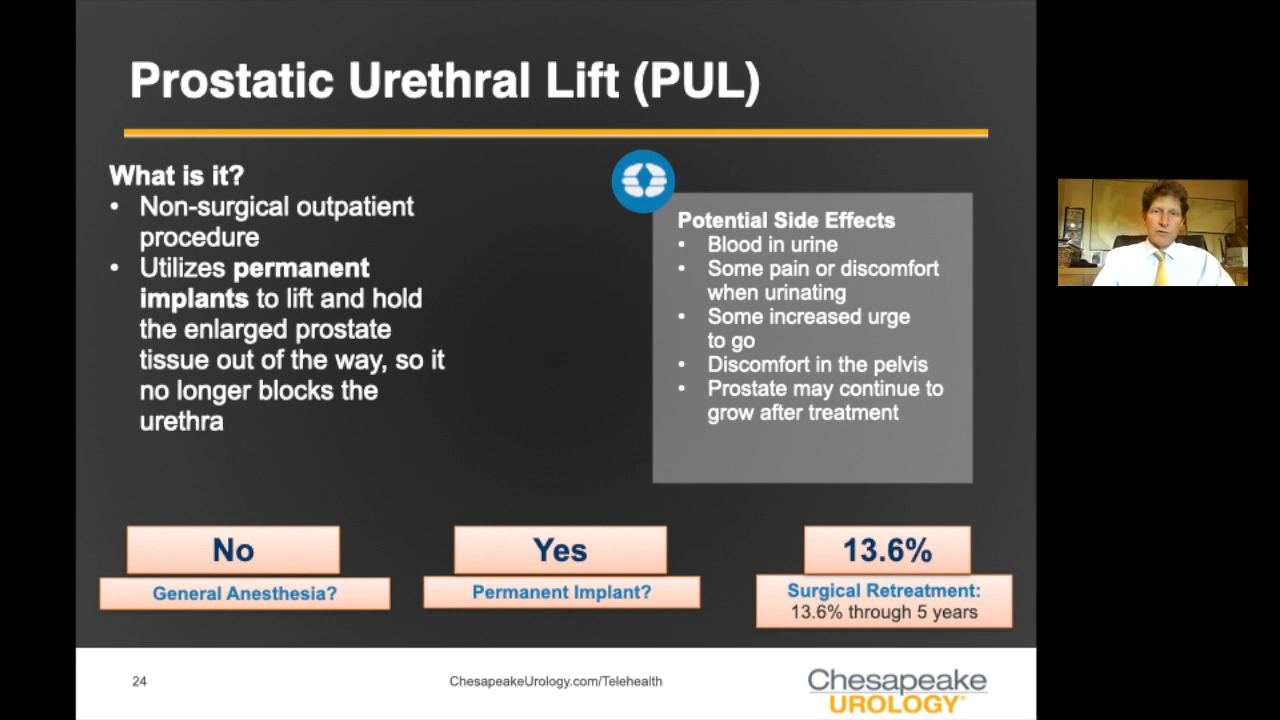 Prostatic Urethral Lift (PUL)
What is it?
• Non-surgical outpatient
procedure
• Utilizes permanent
implants to lift and hold
the enlarged prostate
tissue out of the way, so it
no longer blocks the
urethra
Potential Side Effects
• Blood in urine
• Some pain or discomfort
when urinating
• Some increased urge
to go
• Discomfort in the pelvis
• Prostate may continue to
grow after treatment
No
General Anesthesia?
Yes
Permanent Implant?
13.6%
Surgical Retreatment:
13.6% through 5 years
24
ChesapeakeUrology.com/Telehealth
Chesapeake
UROLOGY®